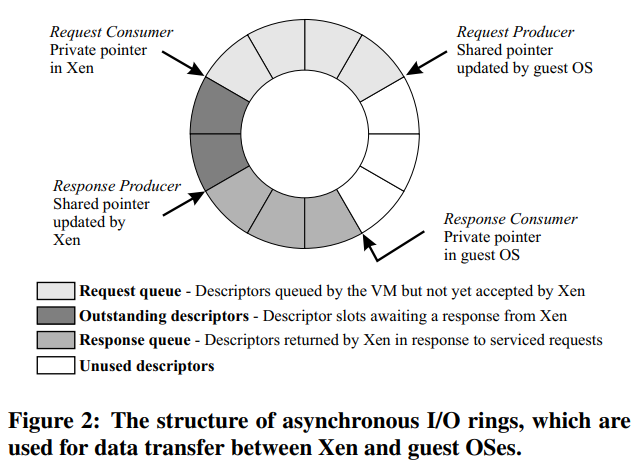 Request Consumer
Private pointer
in Xen
Request Producer
Shared pointer
updated by guest OS
Response Producer
Shared pointer
updated by
Xen
Response Consumer
Private pointer
in guest OS
Request queue - Descriptors queued by the VM but not yet accepted by Xen
Outstanding descriptors - Descriptor slots awaiting a response from Xen
Response queue - Descriptors returned by Xen in response to serviced requests
Unused descriptors
Figure 2: The structure of asynchronous I/O rings, which are
used for data transfer between Xen and guest OSes.